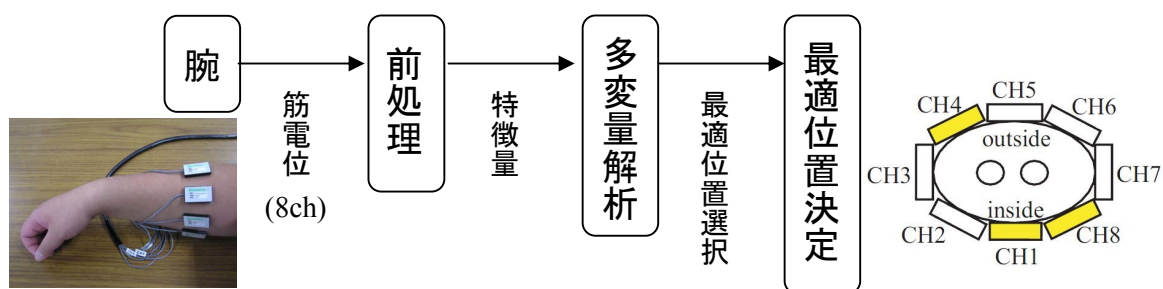 腕
筋電位
(8ch)
前処理
特徴量
多変量解析
最適位置選択
最適位置決定
CH5
CH4
CH6
outside
CH3
CH7
inside
CH2
CH8
CH1